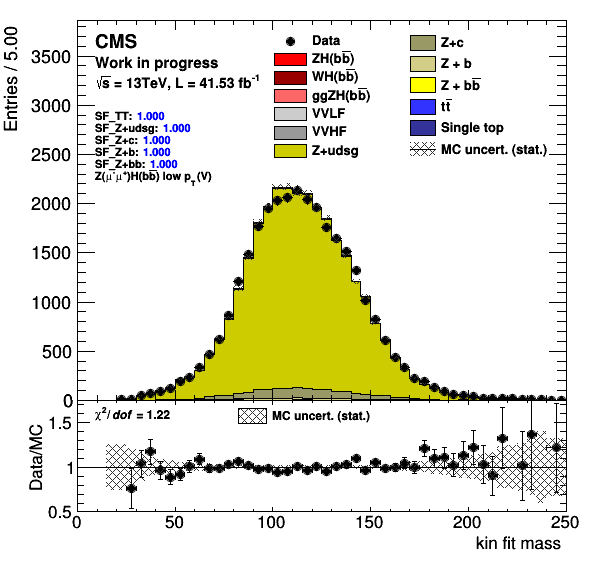 CMS
Work in progress
√s = 13TeV, L = 41.53 fb⁻¹
SF_TT: 1.000
SF_Z+udsg: 1.000
SF_Z+c: 1.000
SF_Z+b: 1.000
SF_Z+bb: 1.000
Z(μ⁻μ⁺)H(bb̅) low p_T(V)
Data
ZH(bb̅)
WH(bb̅)
ggZH(bb̅)
VVLF
VVHF
Z+udsg
Z+c
Z + b
Z + bb̅
tt̅
Single top
MC uncert. (stat.)
Entries / 5.00
3500
3000
2500
2000
1500
1000
500
0
χ²/dof = 1.22
MC uncert. (stat.)
Data/MC
1.5
1
0.5
0 50 100 150 200 250
kin fit mass